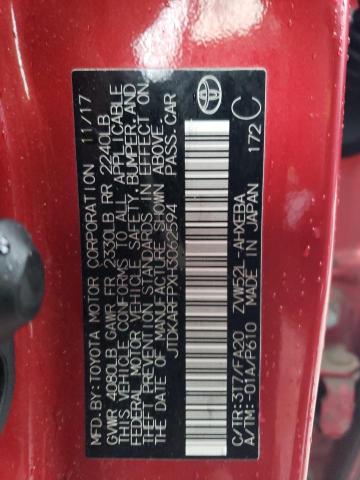 MFD.BY:TOYOTA MOTOR CORPORATION 11/17
GVWR 4080LB GAWR FR 2330LB RR 2240LB
THIS VEHICLE CONFORMS TO ALL APPLICABLE
FEDERAL MOTOR VEHICLE SAFETY, BUMPER, AND
THEFT PREVENTION STANDARDS IN EFFECT ON
THE DATE OF MANUFACTURE SHOWN ABOVE.
JTDKARFPXH3062594 PASS.CAR
C/TR:3T7/FA20 ZVW52L
A/TM:-01A/P610 -AHXEBA
MADE IN JAPAN 172 C